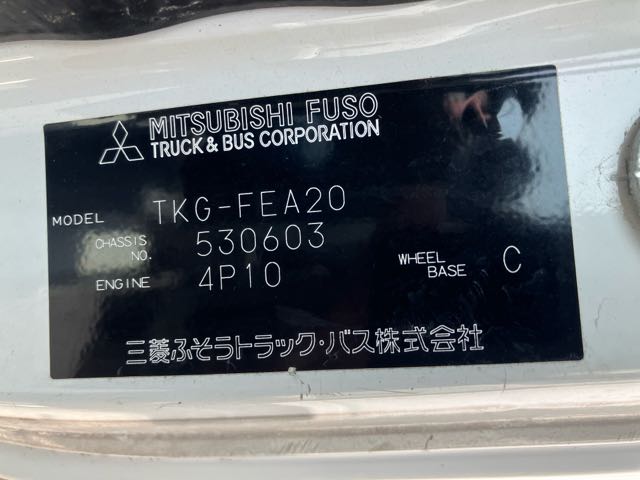 MITSUBISHI FUSO
TRUCK & BUS CORPORATION
MODEL TKG-FEA20
CHASSIS NO. 530603
ENGINE 4P10
WHEEL BASE C
三菱ふそうトラック・バス株式会社